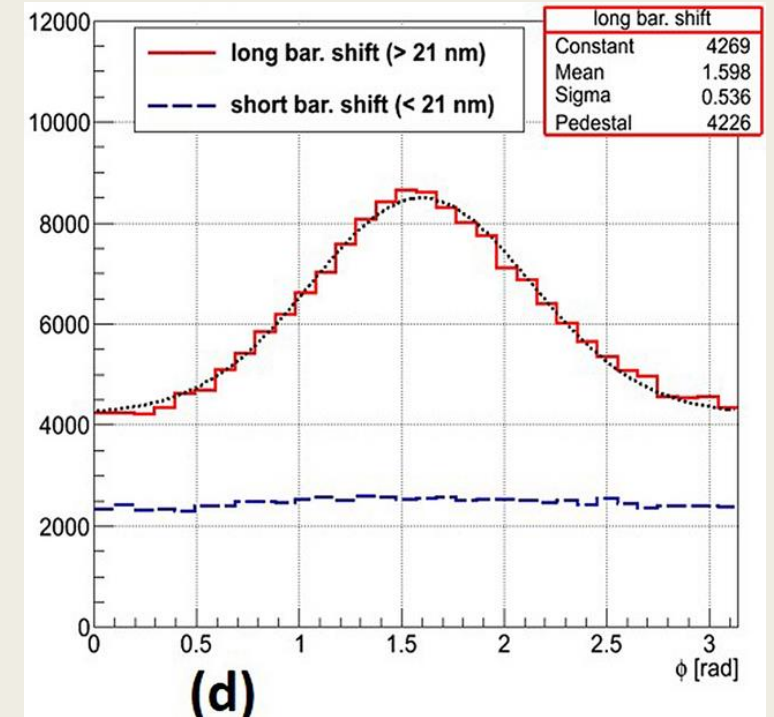 long bar. shift
Constant 4269
Mean 1.598
Sigma 0.536
Pedestal 4226
long bar. shift (> 21 nm)
short bar. shift (< 21 nm)
12000
10000
8000
6000
4000
2000
0
0 0.5 1 1.5 2 2.5 3
ϕ [rad]
(d)